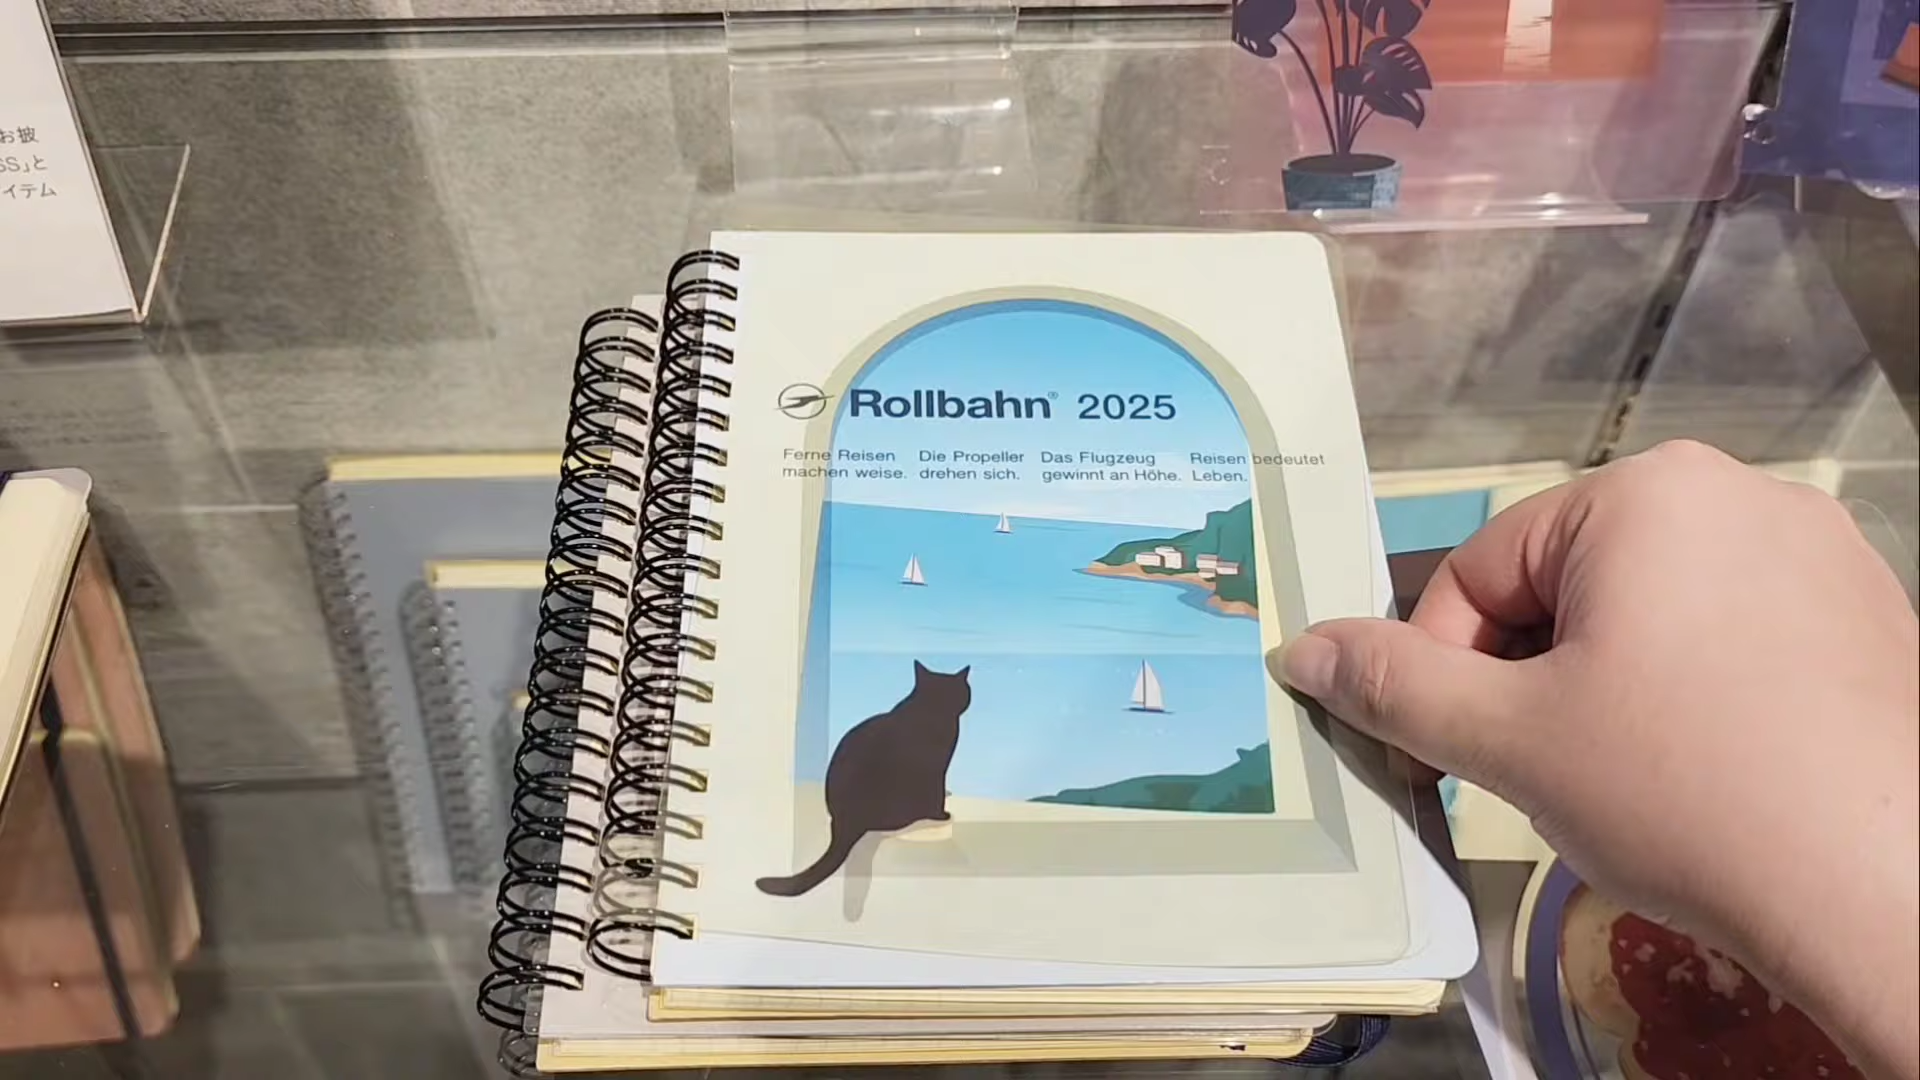 お披
SS」と
イテム
Rollbahn® 2025
Ferne Reisen machen weise.
Die Propeller drehen sich.
Das Flugzeug gewinnt an Höhe.
Reisen bedeutet Leben.